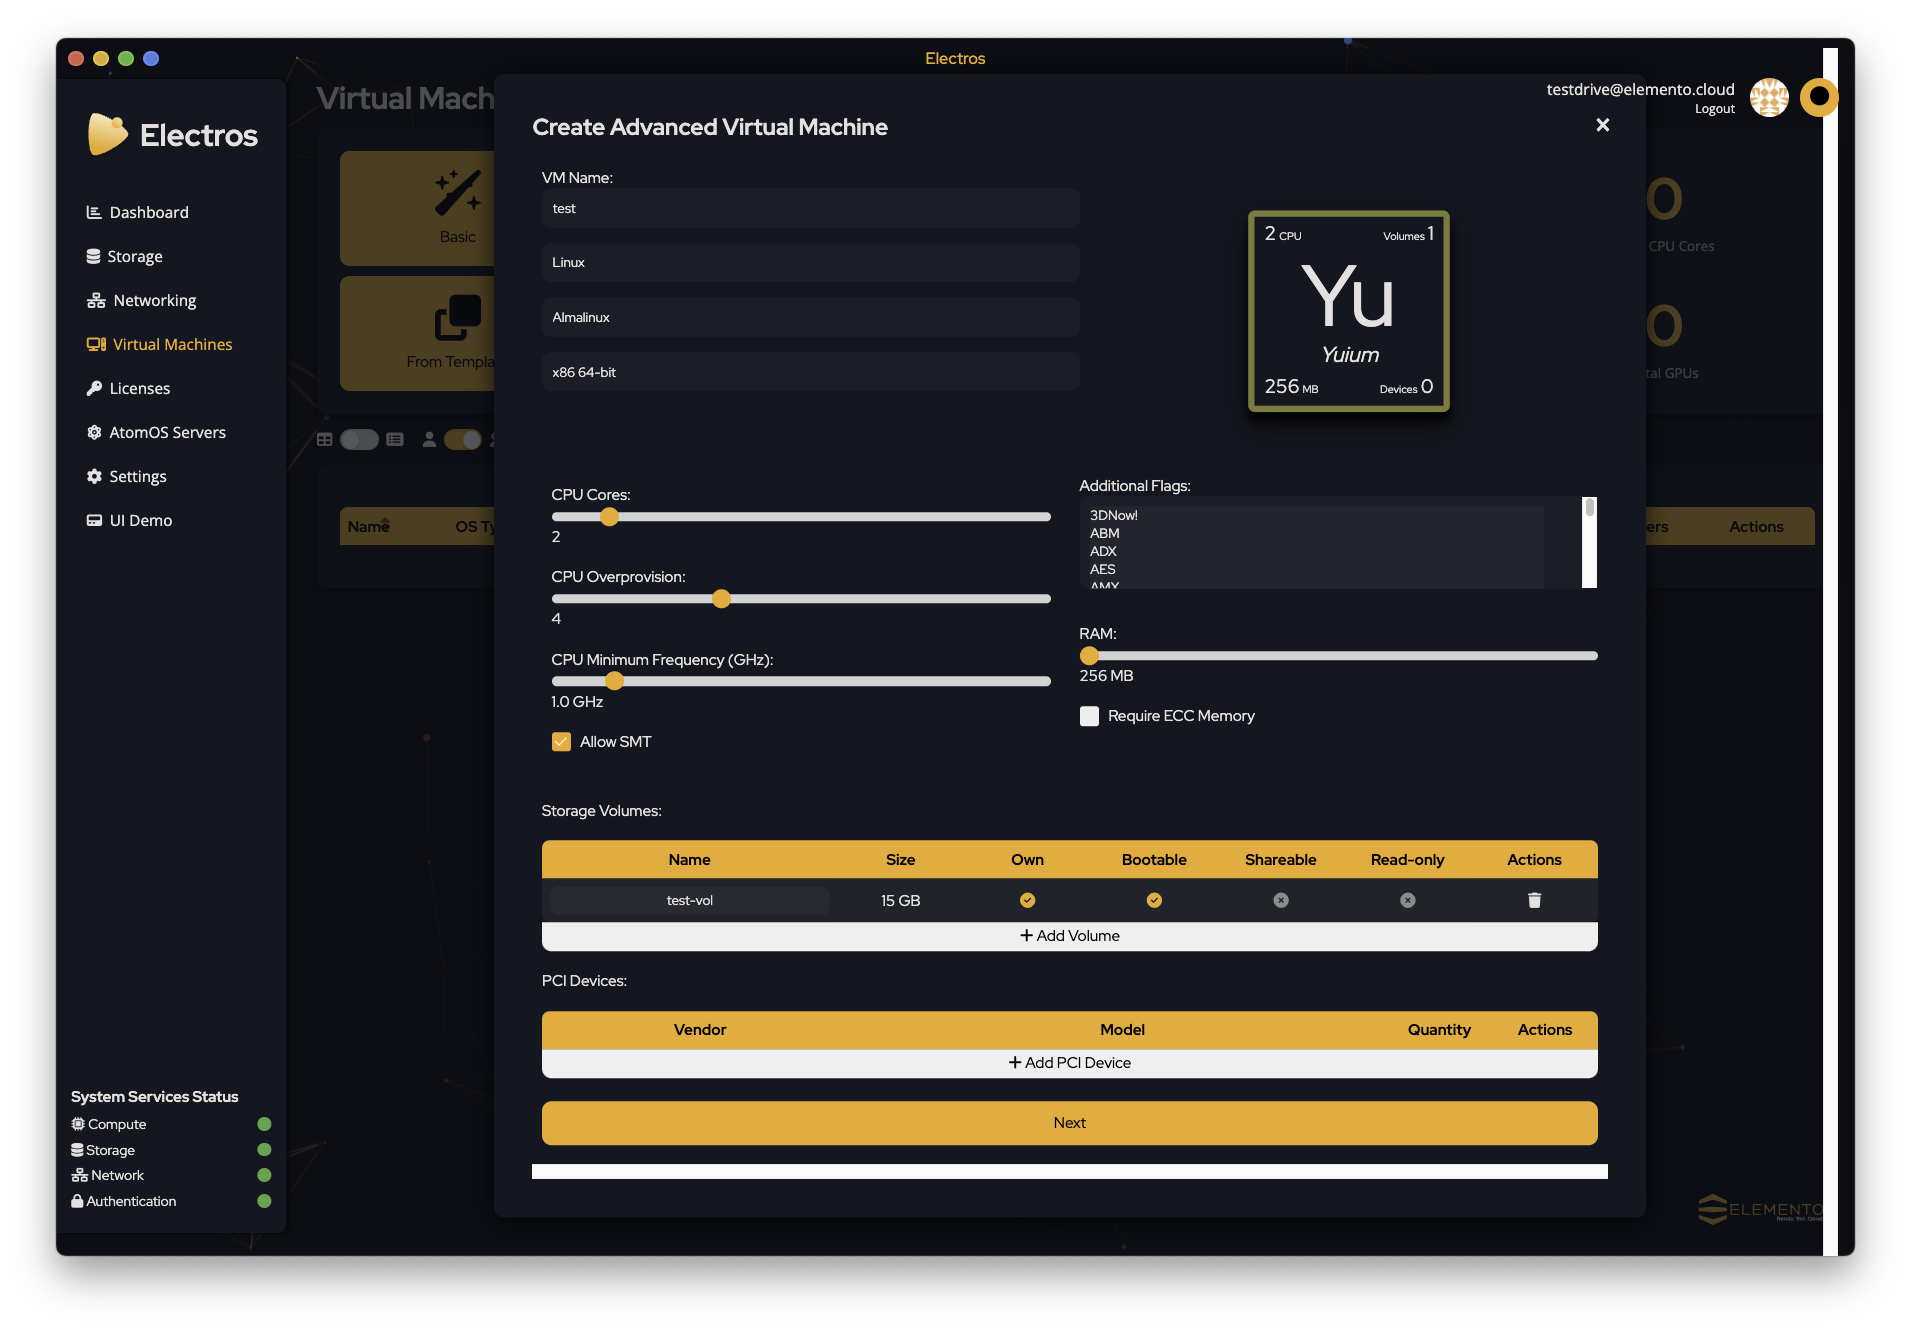 Electros
testdrive@elemento.cloud
Logout
Electros
Dashboard
Storage
Networking
Virtual Machines
Licenses
AtomOS Servers
Settings
UI Demo
System Services Status
Compute
Storage
Network
Authentication
Virtual Mach
Basic
From Templa
Name
OS Ty
0
CPU Cores
0
tal GPUs
ers
Actions
Create Advanced Virtual Machine
VM Name:
test
Linux
Almalinux
x86 64-bit
2 CPU
Volumes 1
Yu
Yuium
256 MB
Devices 0
CPU Cores:
2
CPU Overprovision:
4
CPU Minimum Frequency (GHz):
1.0 GHz
Allow SMT
Additional Flags:
3DNow!
ABM
ADX
AES
AMX
RAM:
256 MB
Require ECC Memory
Storage Volumes:
Name Size Own Bootable Shareable Read-only Actions
test-vol 15 GB
+ Add Volume
PCI Devices:
Vendor Model Quantity Actions
+ Add PCI Device
Next
ELEMENTO